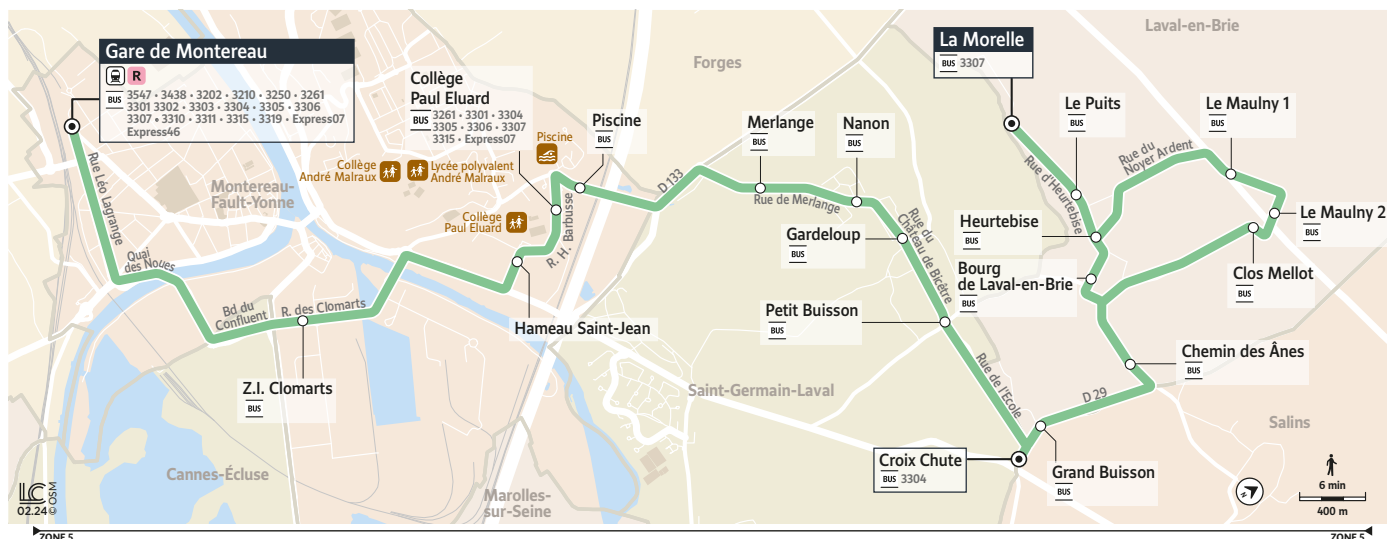 Gare de Montereau
R
BUS 3547 • 3438 • 3202 • 3210 • 3250 • 3261
3301 3302 • 3303 • 3304 • 3305 • 3306
3307 • 3310 • 3311 • 3315 • 3319 • Express07
Express46
Rue Léo Lagrange
Montereau-
Fault-Yonne
Quai
des Noues
Bd du
Confluent
R. des Clomarts
Z.I. Clomarts
BUS
Cannes-Écluse
Collège
Paul Eluard
BUS 3261 • 3301 • 3304
3305 • 3306 • 3307
3315 • Express07
Collège
André Malraux
Lycée polyvalent
André Malraux
Piscine
Collège
Paul Eluard
Piscine
BUS
R. H. Barbusse
Hameau Saint-Jean
D 133
Forges
Merlange
BUS
Rue de Merlange
Nanon
BUS
Gardeloup
BUS
Rue du
Château de Bicêtre
Petit Buisson
BUS
Saint-Germain-Laval
Rue de l'Ecole
Marolles-
sur-Seine
Croix Chute
BUS 3304
Grand Buisson
BUS
D 29
Chemin des Ânes
BUS
Salins
La Morelle
BUS 3307
Laval-en-Brie
Le Puits
BUS
Rue d'Heurtebise
Heurtebise
BUS
Bourg
de Laval-en-Brie
BUS
Rue du
Noyer Ardent
Le Maulny 1
BUS
Le Maulny 2
BUS
Clos Mellot
BUS
6 min
400 m
LC
02.24 © OSM
ZONE 5
ZONE 5